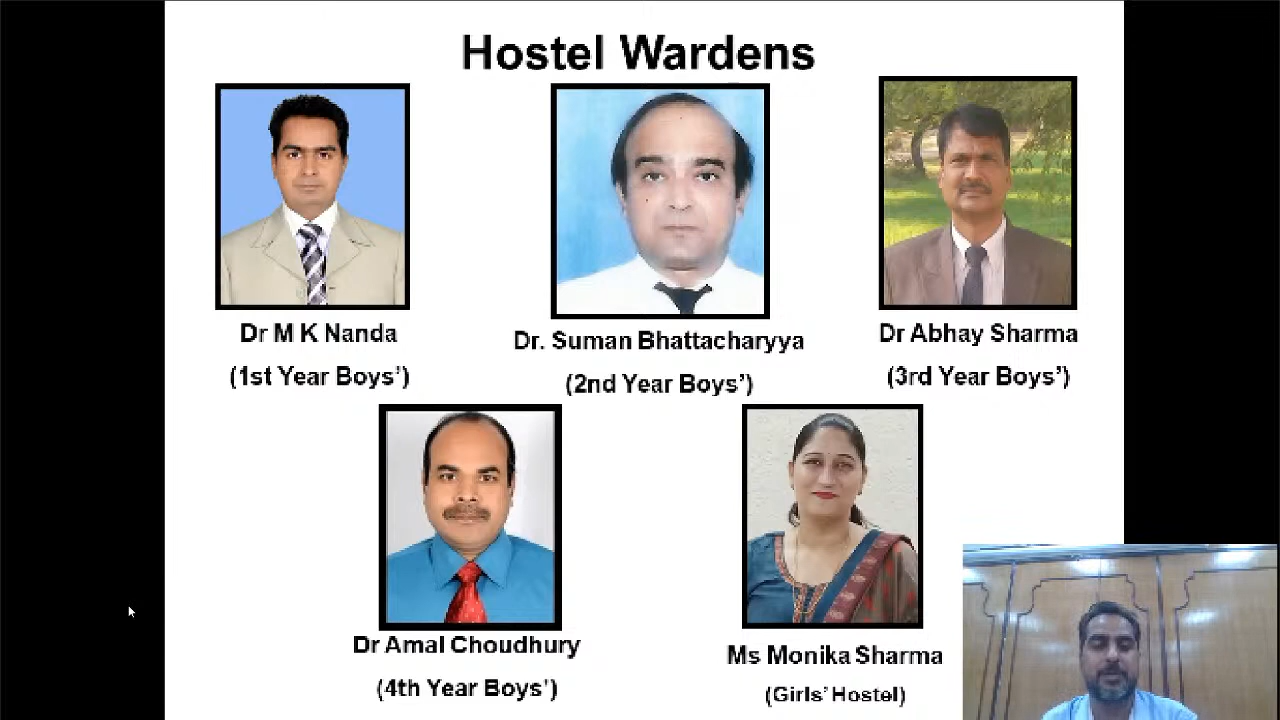 Hostel Wardens
Dr M K Nanda
(1st Year Boys’)
Dr. Suman Bhattacharyya
(2nd Year Boys’)
Dr Abhay Sharma
(3rd Year Boys’)
Dr Amal Choudhury
(4th Year Boys’)
Ms Monika Sharma
(Girls’ Hostel)